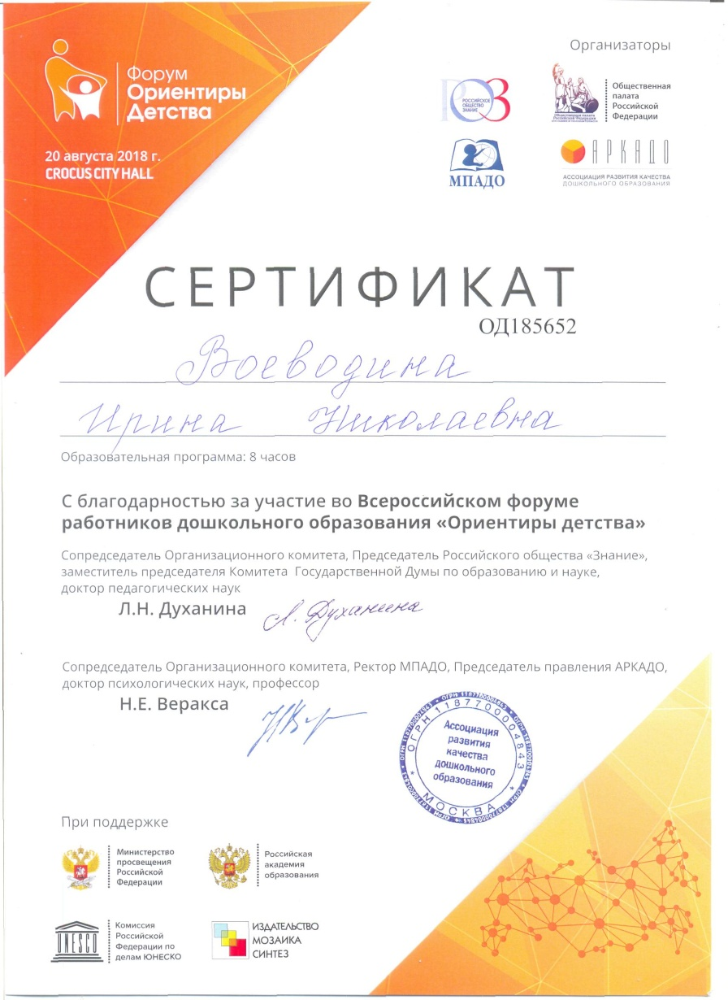 Форум
Ориентиры
Детства
20 августа 2018 г.
CROCUS CITY HALL
Организаторы
РОЗ
РОССИЙСКОЕ
ОБЩЕСТВО
ЗНАНИЕ
Общественная
палата
Российской
Федерации
МПАДО
АРКАДО
АССОЦИАЦИЯ РАЗВИТИЯ КАЧЕСТВА
ДОШКОЛЬНОГО ОБРАЗОВАНИЯ
СЕРТИФИКАТ
ОД185652
Воеводина
Ирина Николаевна
Образовательная программа: 8 часов
С благодарностью за участие во Всероссийском форуме
работников дошкольного образования «Ориентиры детства»
Сопредседатель Организационного комитета, Председатель Российского общества «Знание»,
заместитель председателя Комитета Государственной Думы по образованию и науке,
доктор педагогических наук
Л.Н. Духанина Л. Духанина
Сопредседатель Организационного комитета, Ректор МПАДО, Председатель правления АРКАДО,
доктор психологических наук, профессор
Н.Е. Веракса
ОГРН 1187700004843
Ассоциация
развития
качества
дошкольного
образования
МОСКВА
При поддержке
Министерство
просвещения
Российской
Федерации
Российская
академия
образования
UNESCO
Комиссия
Российской
Федерации по
делам ЮНЕСКО
ИЗДАТЕЛЬСТВО
МОЗАИКА
СИНТЕЗ